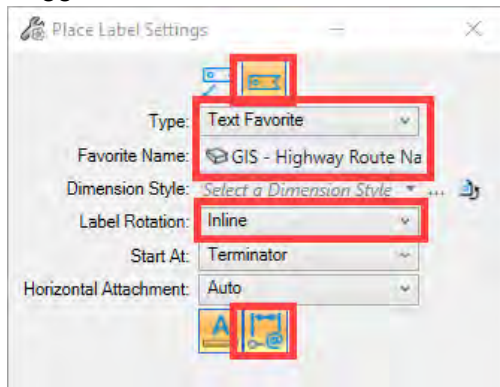 Place Label Settings
Type: Text Favorite
Favorite Name: GIS - Highway Route Na
Dimension Style: Select a Dimension Style ...
Label Rotation: Inline
Start At: Terminator
Horizontal Attachment: Auto
A